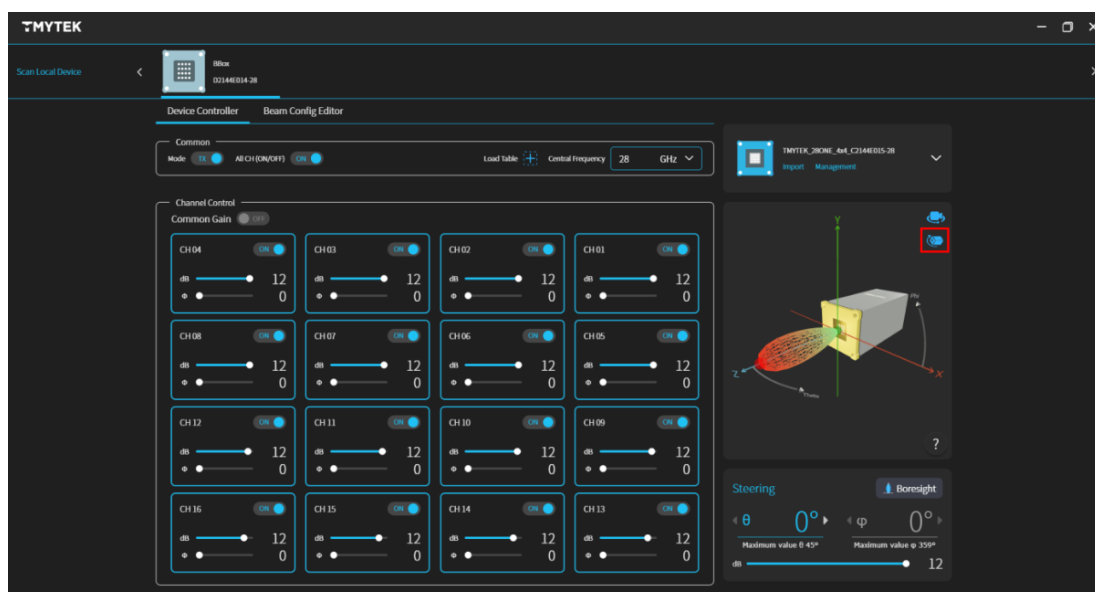 TMYTEK
Scan Local Device
BBox
D2144E014-28
Device Controller Beam Config Editor
Common
Mode TX All CH (ON/OFF) ON Load Table Central Frequency 28 GHz
TMYTEK_28ONE_4x4_C2144E015-28
Import Management
Channel Control
Common Gain OFF
CH 04 ON CH 03 ON CH 02 ON CH 01 ON
dB 12 dB 12 dB 12 dB 12
Φ 0 Φ 0 Φ 0 Φ 0
CH 08 ON CH 07 ON CH 06 ON CH 05 ON
dB 12 dB 12 dB 12 dB 12
Φ 0 Φ 0 Φ 0 Φ 0
CH 12 ON CH 11 ON CH 10 ON CH 09 ON
dB 12 dB 12 dB 12 dB 12
Φ 0 Φ 0 Φ 0 Φ 0
CH 16 ON CH 15 ON CH 14 ON CH 13 ON
dB 12 dB 12 dB 12 dB 12
Φ 0 Φ 0 Φ 0 Φ 0
Y
Phi
Z
X
Theta
?
Steering Boresight
θ 0° φ 0°
Maximum value θ 45° Maximum value φ 359°
dB 12